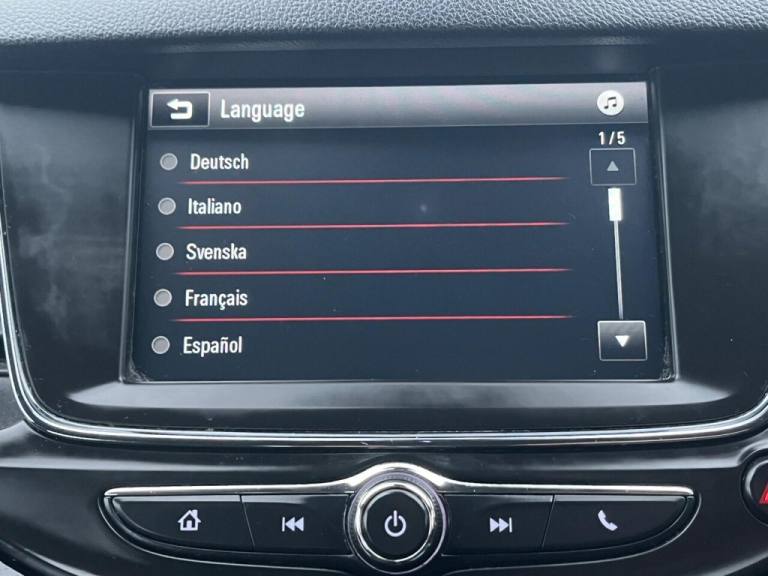 Language
1/5
Deutsch
Italiano
Svenska
Français
Español